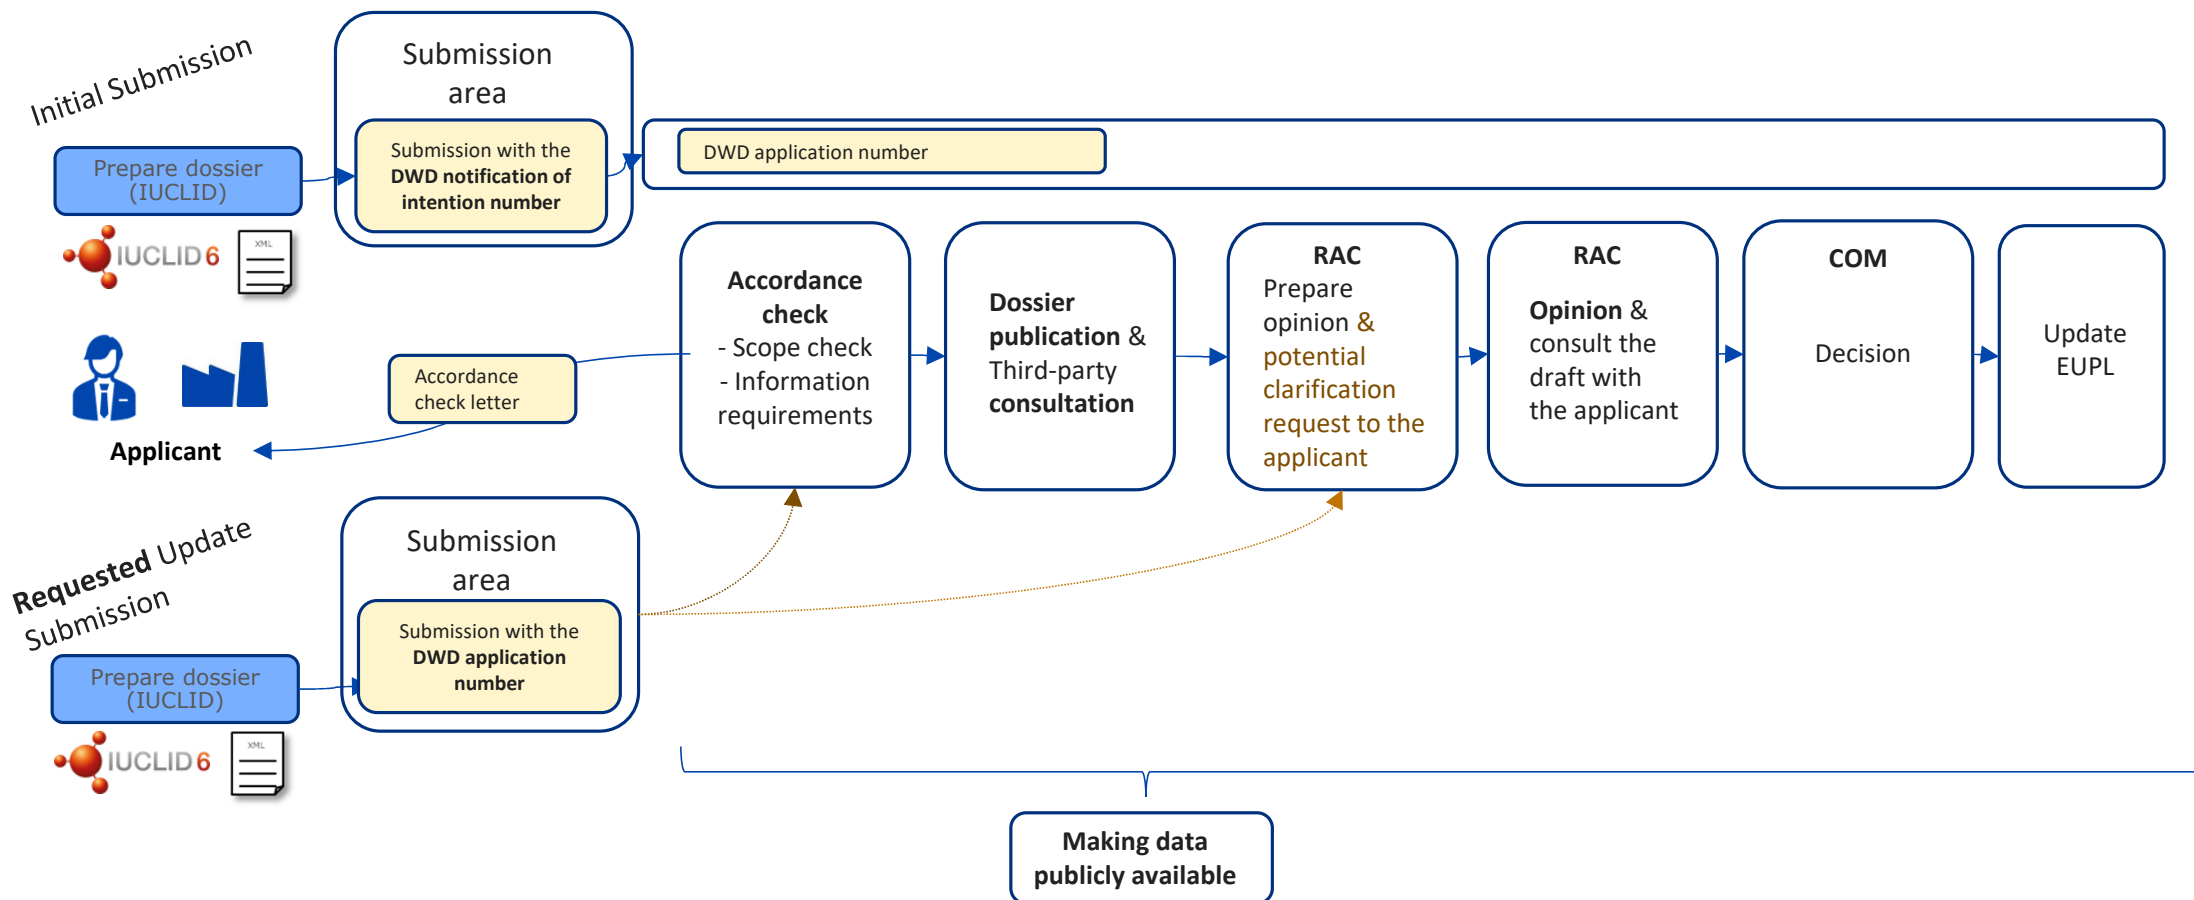 Initial Submission
Submission
area
Prepare dossier
(IUCLID)
Submission with the
DWD notification of
intention number
DWD application number
IUCLID 6
XML
Accordance
check
- Scope check
- Information
requirements
Dossier
publication &
Third-party
consultation
RAC
Prepare
opinion &
potential
clarification
request to the
applicant
RAC
Opinion &
consult the
draft with
the applicant
COM
Decision
Update
EUPL
Accordance
check letter
Applicant
Requested Update
Submission
Submission
area
Submission with the
DWD application
number
Prepare dossier
(IUCLID)
IUCLID 6
XML
Making data
publicly available